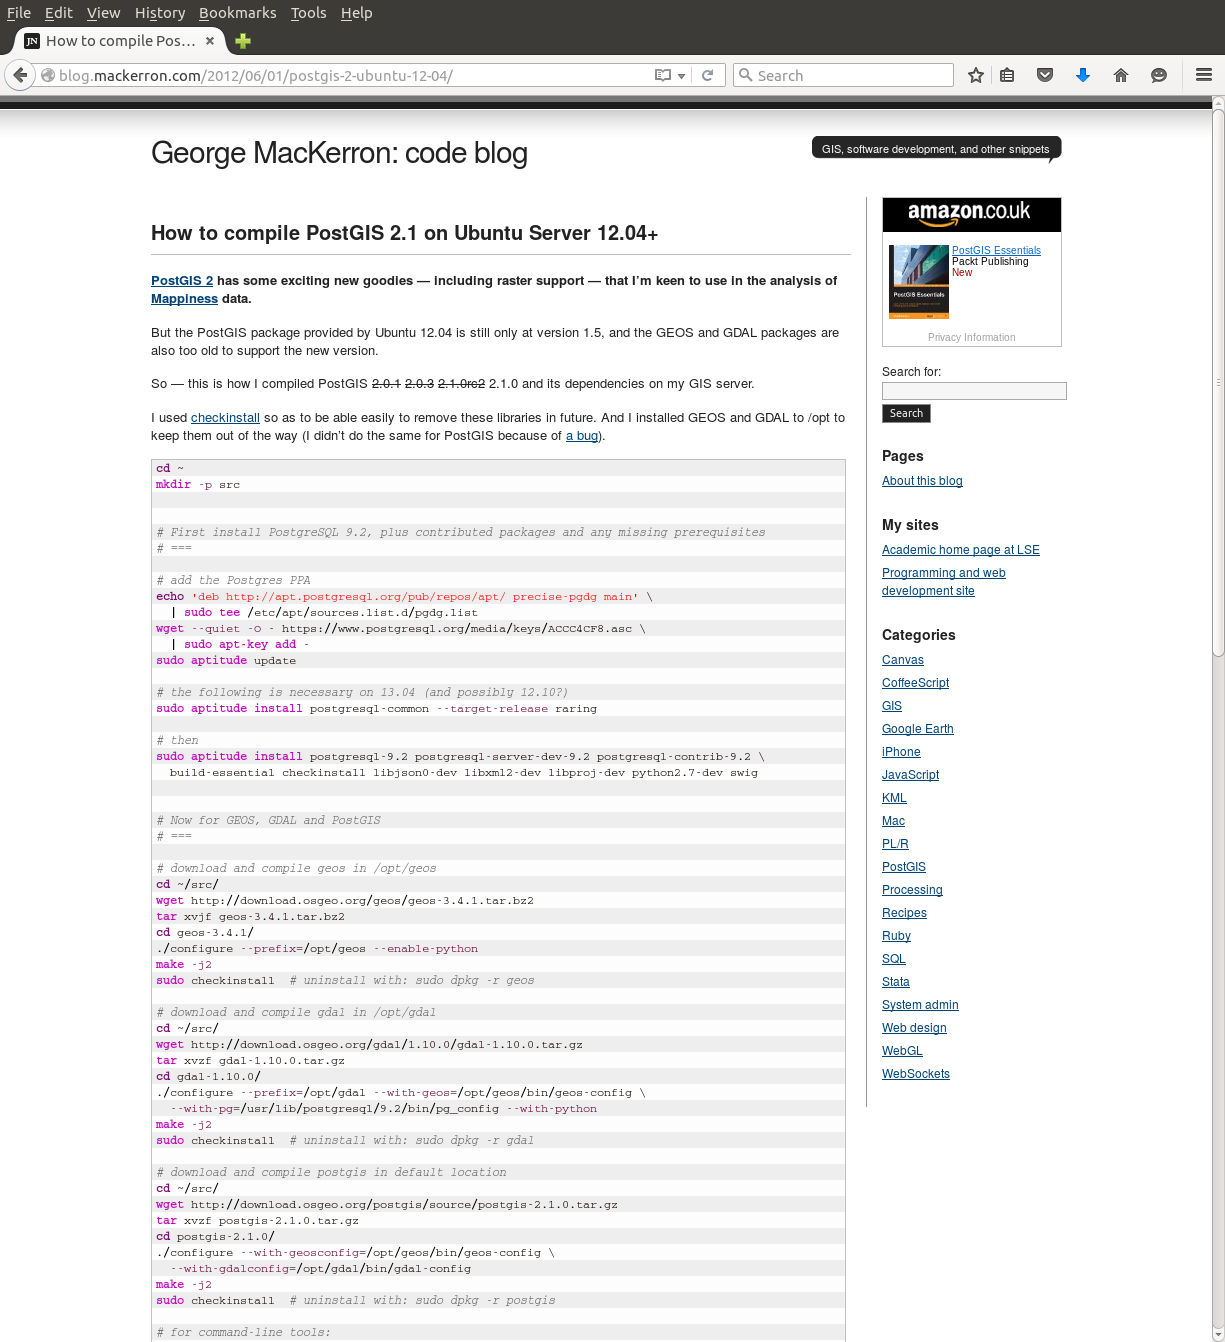 File Edit View History Bookmarks Tools Help
JN How to compile Pos...
blog.mackerron.com/2012/06/01/postgis-2-ubuntu-12-04/
Search
George MacKerron: code blog
GIS, software development, and other snippets
How to compile PostGIS 2.1 on Ubuntu Server 12.04+
PostGIS 2 has some exciting new goodies — including raster support — that I'm keen to use in the analysis of
Mappiness data.
But the PostGIS package provided by Ubuntu 12.04 is still only at version 1.5, and the GEOS and GDAL packages are
also too old to support the new version.
So — this is how I compiled PostGIS 2.0.1 2.0.3 2.1.0rc2 2.1.0 and its dependencies on my GIS server.
I used checkinstall so as to be able easily to remove these libraries in future. And I installed GEOS and GDAL to /opt to
keep them out of the way (I didn't do the same for PostGIS because of a bug).
cd ~
mkdir -p src
# First install PostgreSQL 9.2, plus contributed packages and any missing prerequisites
# ===
# add the Postgres PPA
echo 'deb http://apt.postgresql.org/pub/repos/apt/ precise-pgdg main' \
  | sudo tee /etc/apt/sources.list.d/pgdg.list
wget --quiet -O - https://www.postgresql.org/media/keys/ACCC4CF8.asc \
  | sudo apt-key add -
sudo aptitude update
# the following is necessary on 13.04 (and possibly 12.10?)
sudo aptitude install postgresql-common --target-release raring
# then
sudo aptitude install postgresql-9.2 postgresql-server-dev-9.2 postgresql-contrib-9.2 \
  build-essential checkinstall libjson0-dev libxml2-dev libproj-dev python2.7-dev swig
# Now for GEOS, GDAL and PostGIS
# ===
# download and compile geos in /opt/geos
cd ~/src/
wget http://download.osgeo.org/geos/geos-3.4.1.tar.bz2
tar xvjf geos-3.4.1.tar.bz2
cd geos-3.4.1/
./configure --prefix=/opt/geos --enable-python
make -j2
sudo checkinstall  # uninstall with: sudo dpkg -r geos
# download and compile gdal in /opt/gdal
cd ~/src/
wget http://download.osgeo.org/gdal/1.10.0/gdal-1.10.0.tar.gz
tar xvzf gdal-1.10.0.tar.gz
cd gdal-1.10.0/
./configure --prefix=/opt/gdal --with-geos=/opt/geos/bin/geos-config \
  --with-pg=/usr/lib/postgresql/9.2/bin/pg_config --with-python
make -j2
sudo checkinstall  # uninstall with: sudo dpkg -r gdal
# download and compile postgis in default location
cd ~/src/
wget http://download.osgeo.org/postgis/source/postgis-2.1.0.tar.gz
tar xvzf postgis-2.1.0.tar.gz
cd postgis-2.1.0/
./configure --with-geosconfig=/opt/geos/bin/geos-config \
  --with-gdalconfig=/opt/gdal/bin/gdal-config
make -j2
sudo checkinstall  # uninstall with: sudo dpkg -r postgis
# for command-line tools:
amazon.co.uk
PostGIS Essentials
Packt Publishing
New
PostGIS Essentials
Privacy Information
Search for:
Search
Pages
About this blog
My sites
Academic home page at LSE
Programming and web
development site
Categories
Canvas
CoffeeScript
GIS
Google Earth
iPhone
JavaScript
KML
Mac
PL/R
PostGIS
Processing
Recipes
Ruby
SQL
Stata
System admin
Web design
WebGL
WebSockets